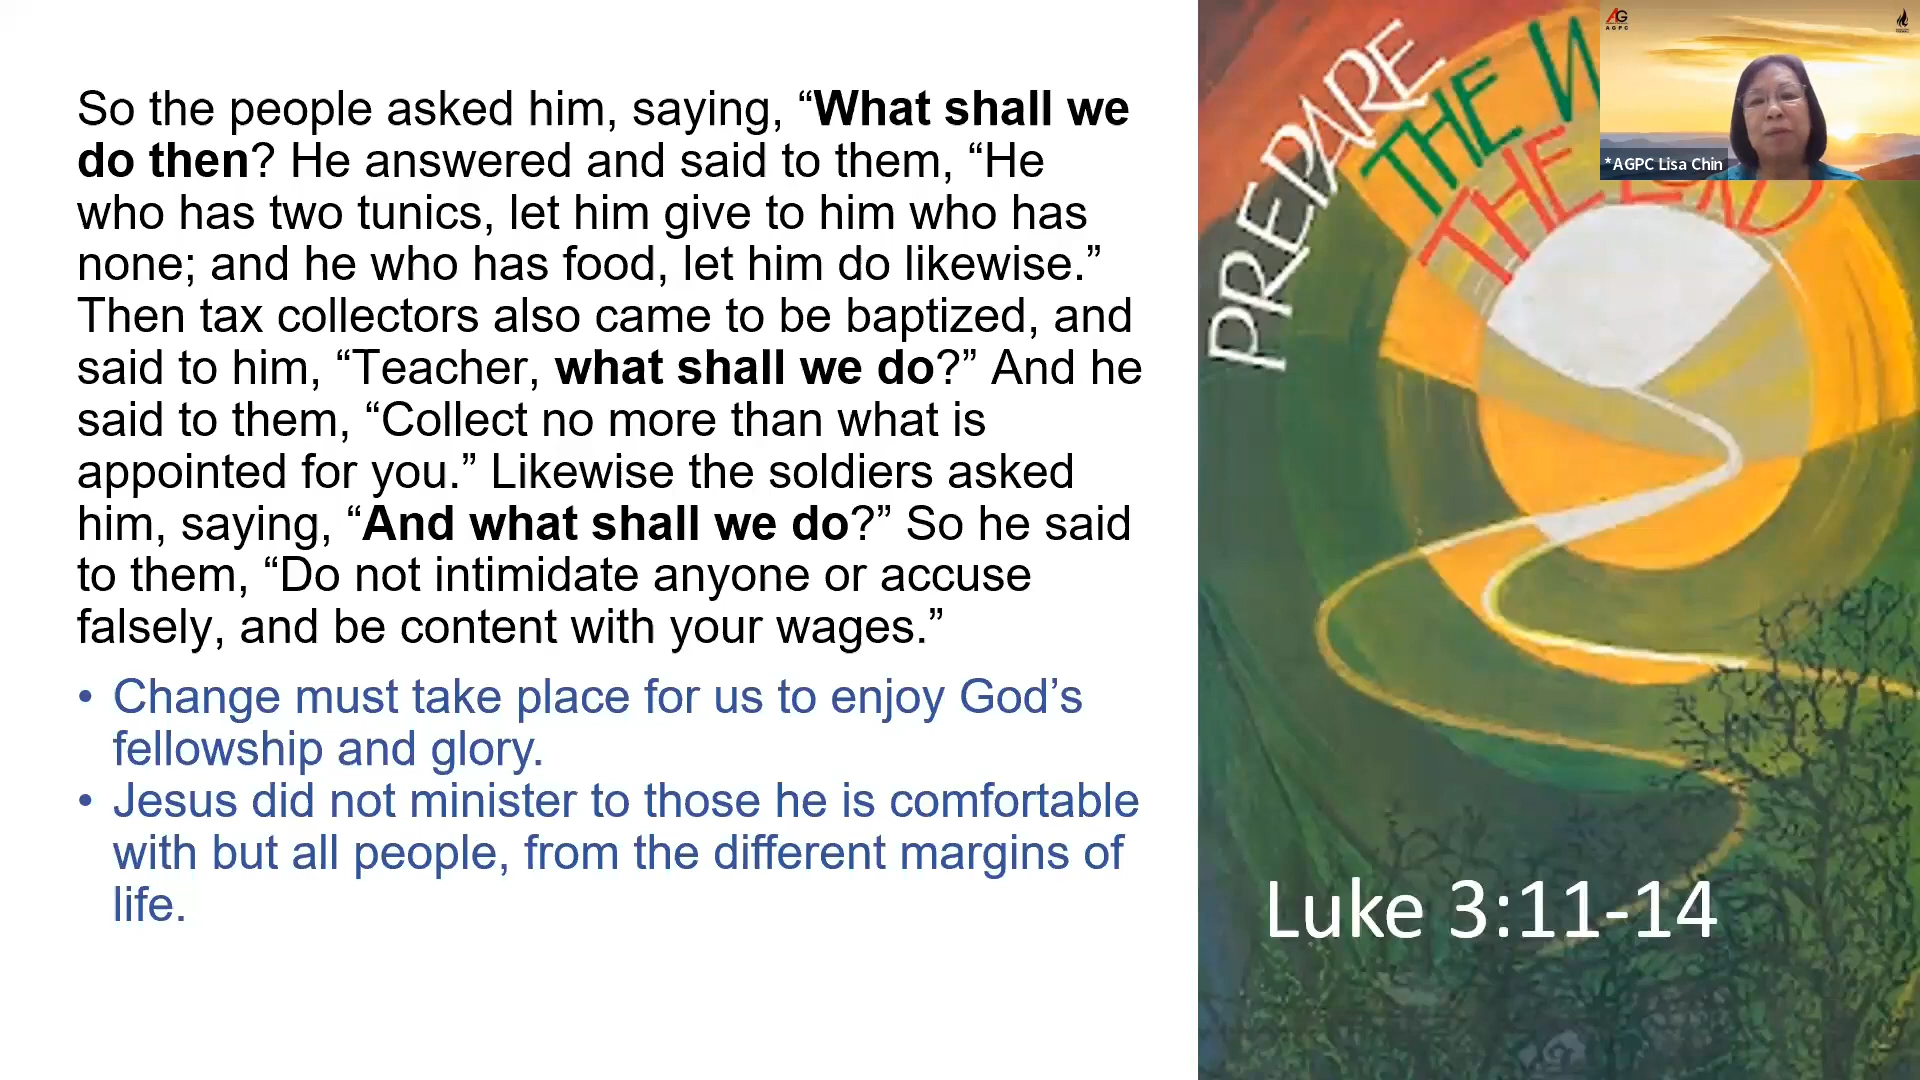 So the people asked him, saying, “What shall we
do then? He answered and said to them, “He
who has two tunics, let him give to him who has
none; and he who has food, let him do likewise.”
Then tax collectors also came to be baptized, and
said to him, “Teacher, what shall we do?” And he
said to them, “Collect no more than what is
appointed for you.” Likewise the soldiers asked
him, saying, “And what shall we do?” So he said
to them, “Do not intimidate anyone or accuse
falsely, and be content with your wages.”
• Change must take place for us to enjoy God’s
fellowship and glory.
• Jesus did not minister to those he is comfortable
with but all people, from the different margins of
life.
PREPARE
THE W
THE LORD
Luke 3:11-14
AG
AGPC
*AGPC Lisa Chin